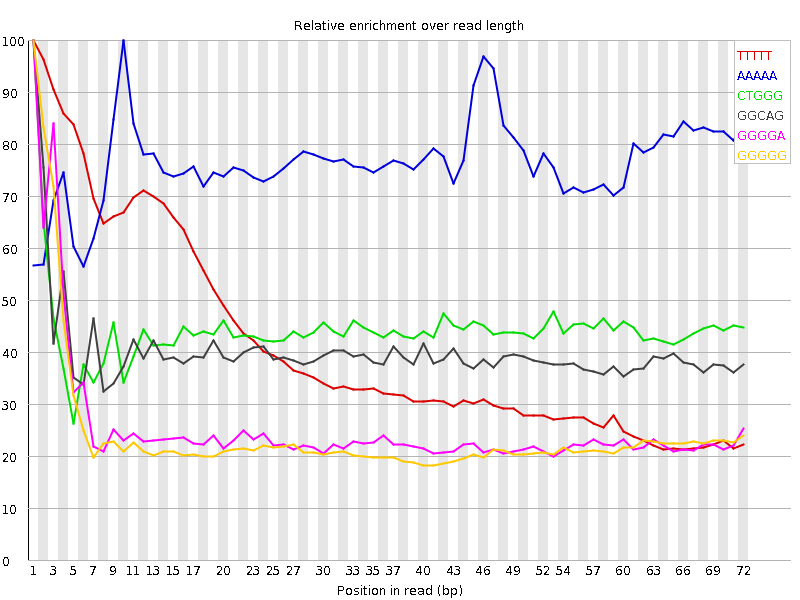 Relative enrichment over read length
100
90
80
70
60
50
40
30
20
10
0
TTTTT
AAAAA
CTGGG
GGCAG
GGGGA
GGGGG
1 3 5 7 9 11 13 15 17 20 23 25 27 30 33 35 37 40 43 46 49 52 54 57 60 63 66 69 72
Position in read (bp)